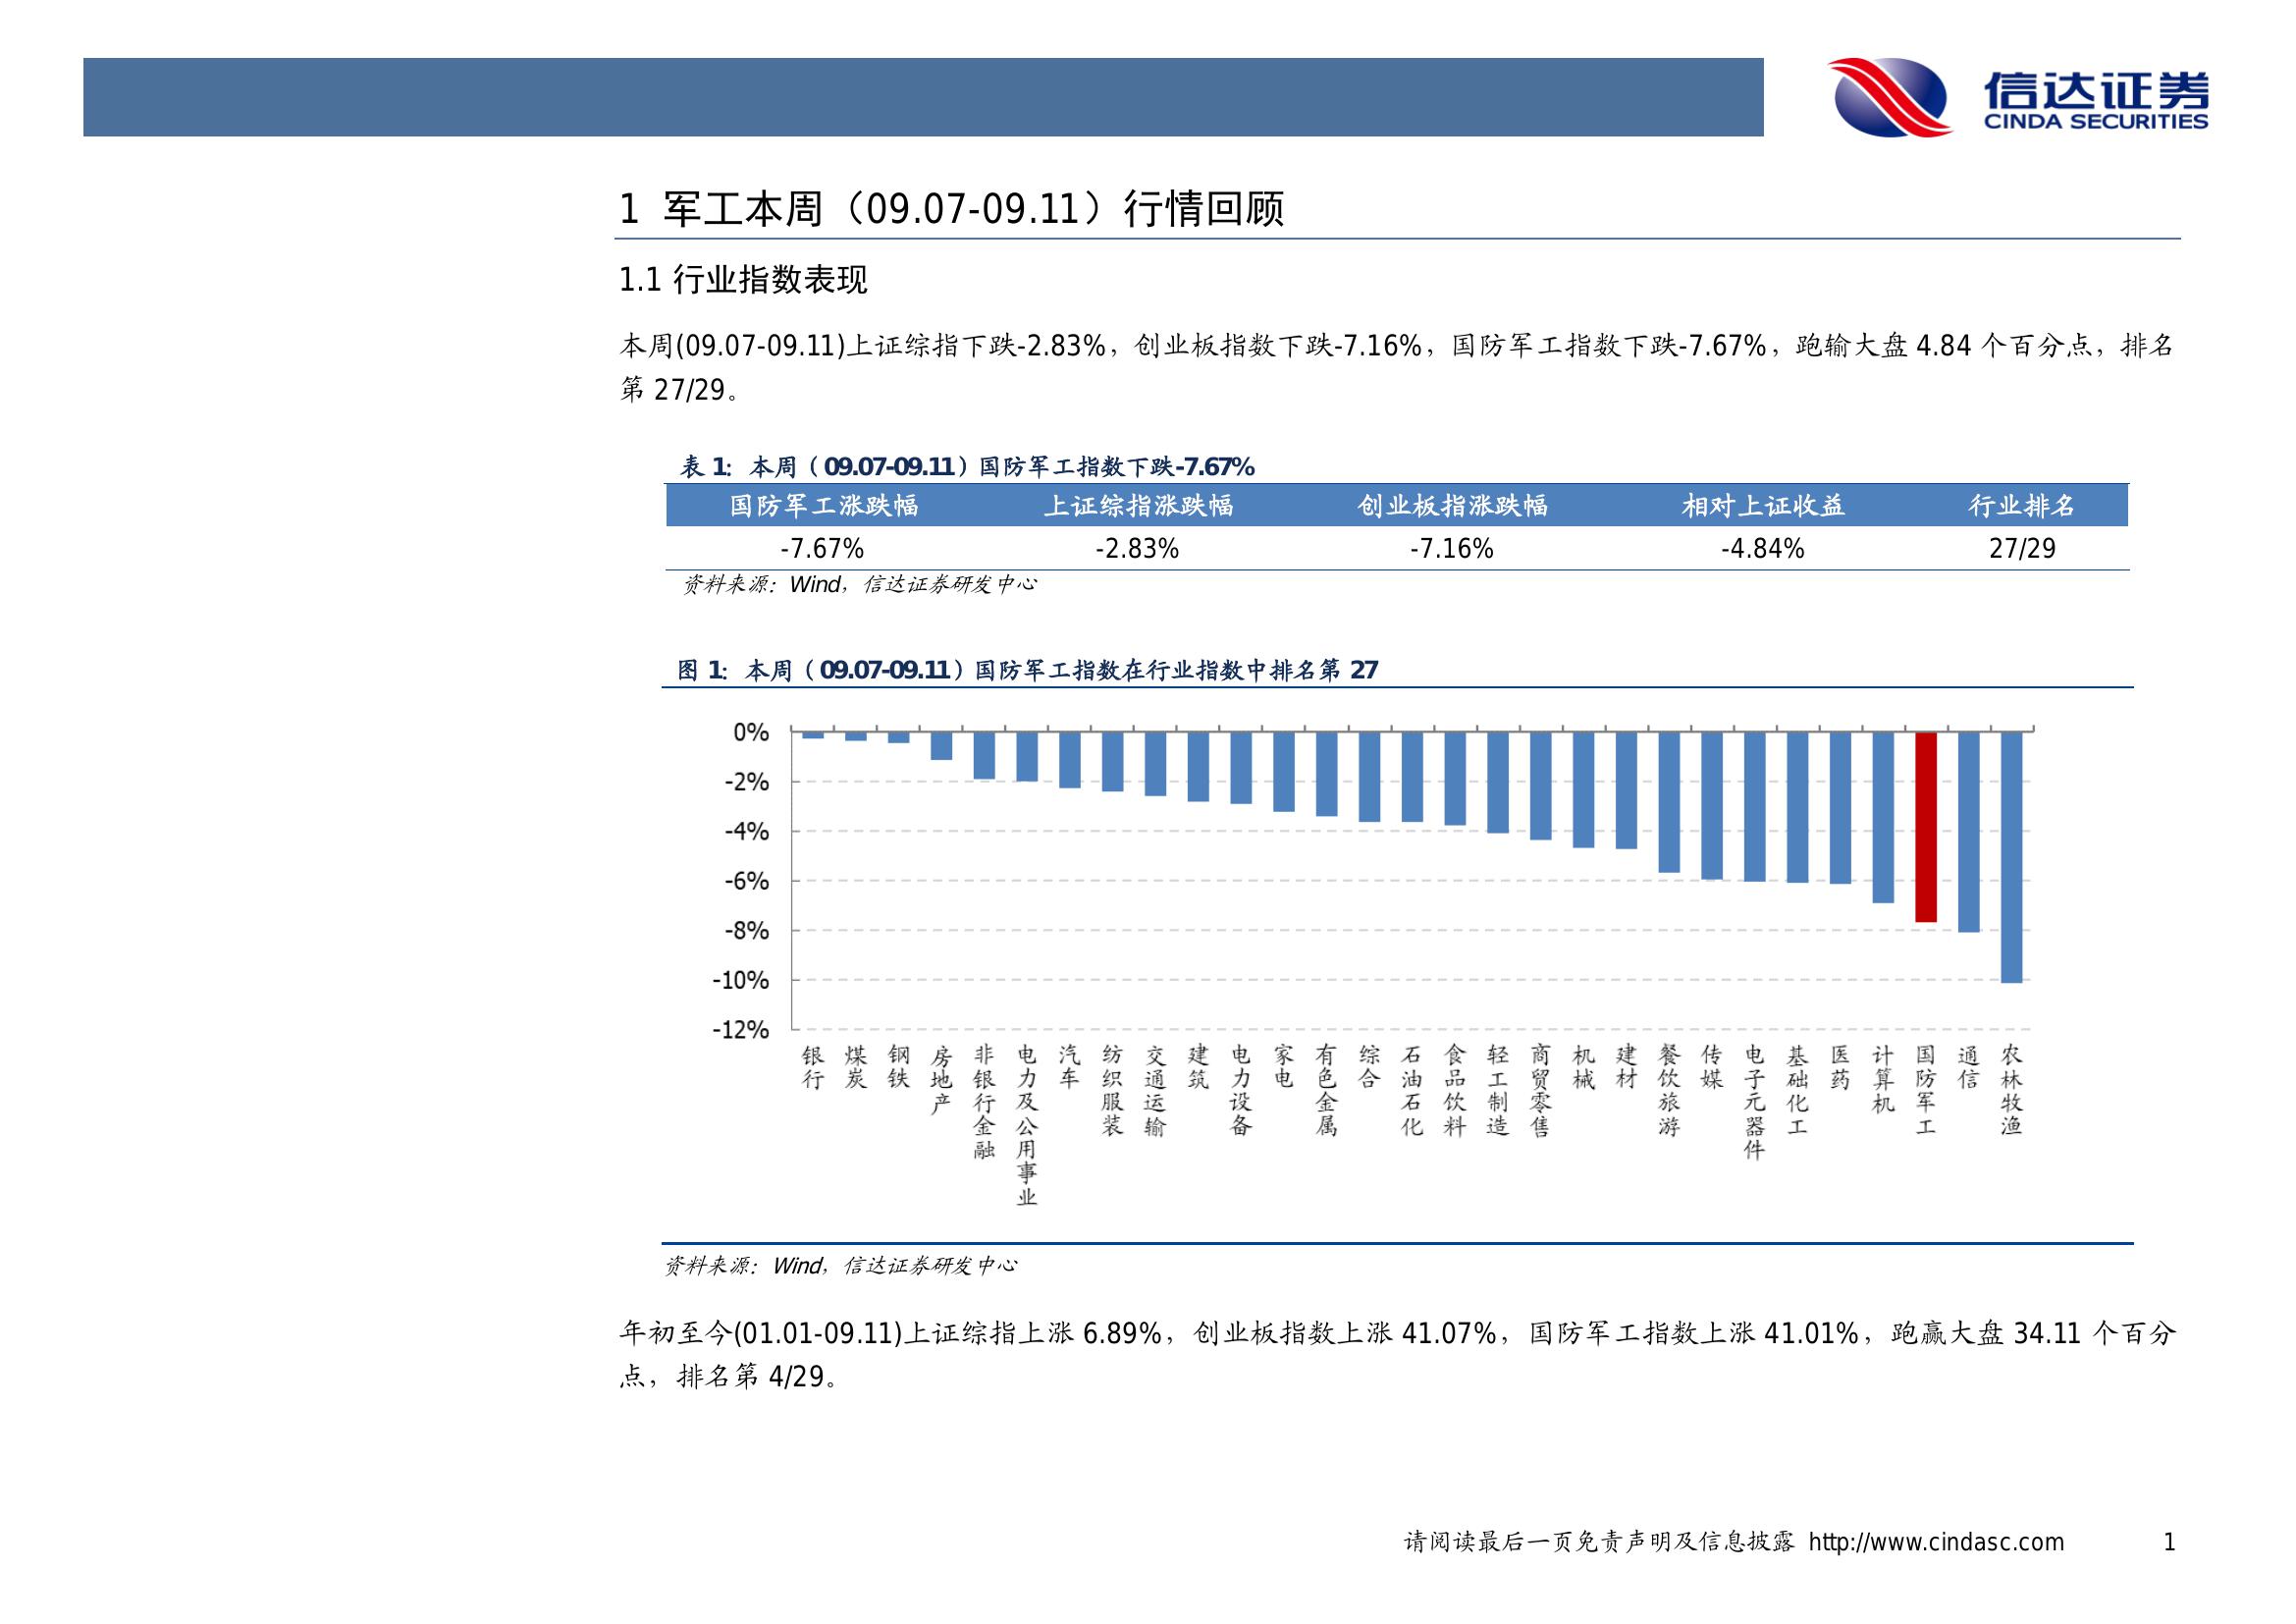 信达证券
CINDA SECURITIES
1 军工本周（09.07-09.11）行情回顾
1.1 行业指数表现
本周(09.07-09.11)上证综指下跌-2.83%，创业板指数下跌-7.16%，国防军工指数下跌-7.67%，跑输大盘 4.84 个百分点，排名
第 27/29。
表 1：本周（09.07-09.11）国防军工指数下跌-7.67%
国防军工涨跌幅 上证综指涨跌幅 创业板指涨跌幅 相对上证收益 行业排名
-7.67% -2.83% -7.16% -4.84% 27/29
资料来源：Wind，信达证券研发中心
图 1：本周（09.07-09.11）国防军工指数在行业指数中排名第 27
0%
-2%
-4%
-6%
-8%
-10%
-12%
银行
煤炭
钢铁
房地产
非银行金融
电力及公用事业
汽车
纺织服装
交通运输
建筑
电力设备
家电
有色金属
综合
石油石化
食品饮料
轻工制造
商贸零售
机械
建材
餐饮旅游
传媒
电子元器件
基础化工
医药
计算机
国防军工
通信
农林牧渔
资料来源：Wind，信达证券研发中心
年初至今(01.01-09.11)上证综指上涨 6.89%，创业板指数上涨 41.07%，国防军工指数上涨 41.01%，跑赢大盘 34.11 个百分
点，排名第 4/29。
请阅读最后一页免责声明及信息披露 http://www.cindasc.com 1